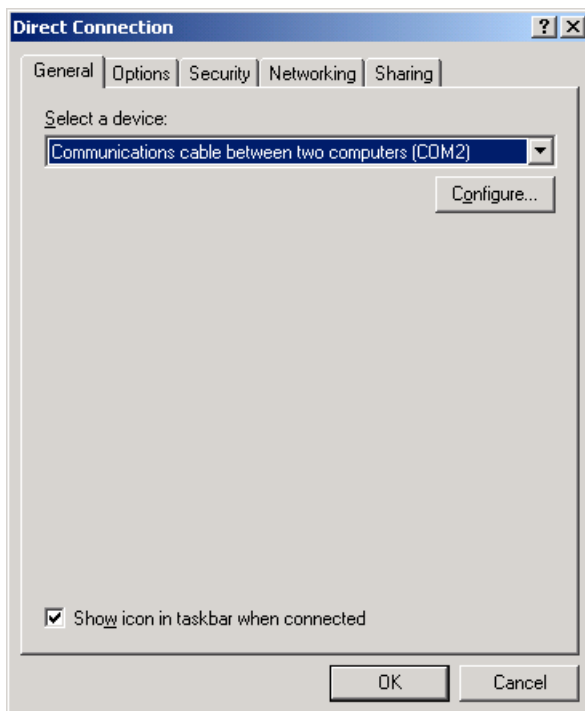 Direct Connection
General Options Security Networking Sharing
Select a device:
Communications cable between two computers (COM2)
Configure...
Show icon in taskbar when connected
OK Cancel